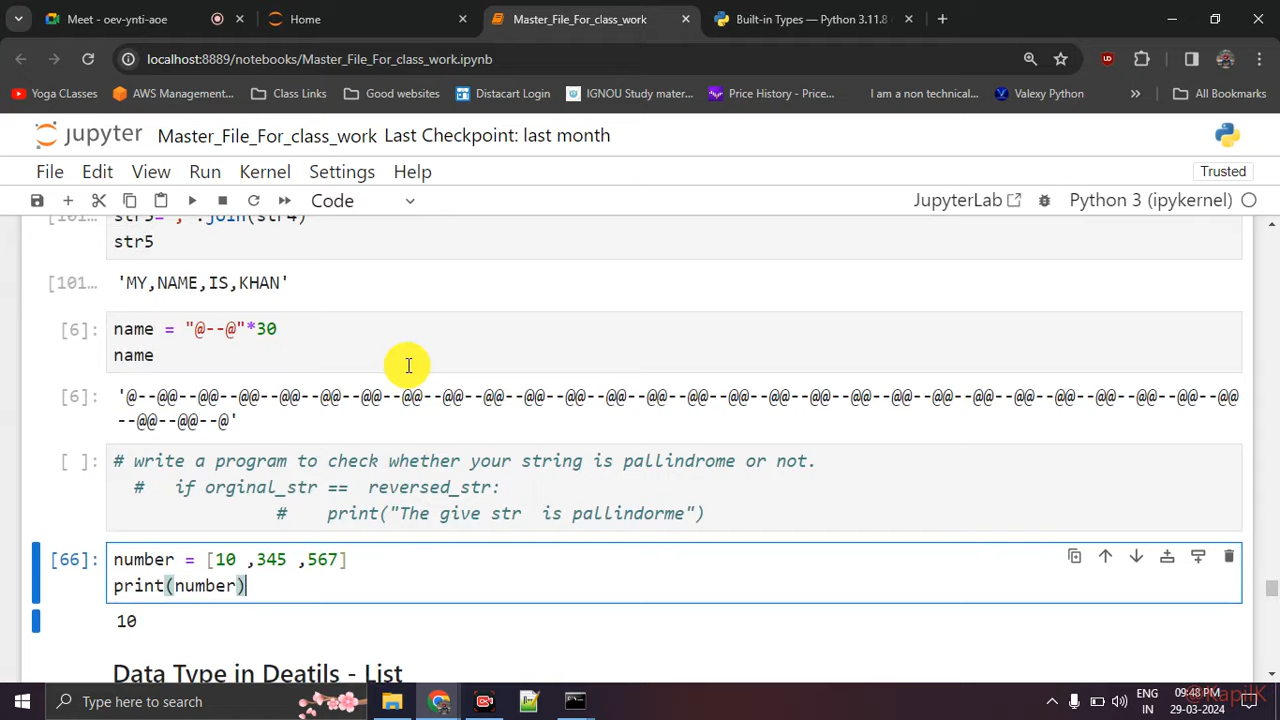 Meet - oev-ynti-aoe
Home
Master_File_For_class_work
Built-in Types — Python 3.11.8
localhost:8889/notebooks/Master_File_For_class_work.ipynb
Yoga ClAsses
AWS Management...
Class Links
Good websites
Distacart Login
IGNOU Study mater...
Price History - Price...
I am a non technical...
Valexy Python
All Bookmarks
jupyter Master_File_For_class_work Last Checkpoint: last month
File Edit View Run Kernel Settings Help
Trusted
Code
JupyterLab
Python 3 (ipykernel)
[101... str5=",".join(str4)
str5
[101... 'MY,NAME,IS,KHAN'
[6]: name = "@--@"*30
name
[6]: '@--@@--@@--@@--@@--@@--@@--@@--@@--@@--@@--@@--@@--@@--@@--@@--@@--@@--@@--@@--@@--@@--@@--@@--@@--@@--@@--@@
--@@--@@--@'
[ ]: # write a program to check whether your string is pallindrome or not.
# if orginal_str == reversed_str:
# print("The give str is pallindorme")
[66]: number = [10 ,345 ,567]
print(number)
10
Data Type in Deatils - List
Type here to search
ENG
IN
09:48 PM
29-03-2024
@KapilK